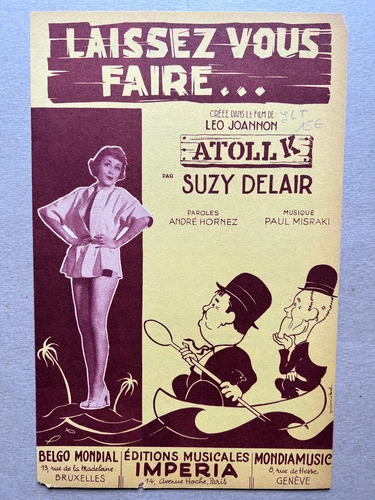 LAISSEZ VOUS
FAIRE...
CRÉÉE DANS LE FILM DE
LEO JOANNON
ATOLL K
PAR SUZY DELAIR
PAROLES
ANDRÉ HORNEZ
MUSIQUE
PAUL MISRAKI
BELGO MONDIAL
13, rue de la Madeleine
BRUXELLES
ÉDITIONS MUSICALES
IMPERIA
14, Avenue Hoche, Paris
MONDIAMUSIC
8, rue de Hesse
GENÈVE